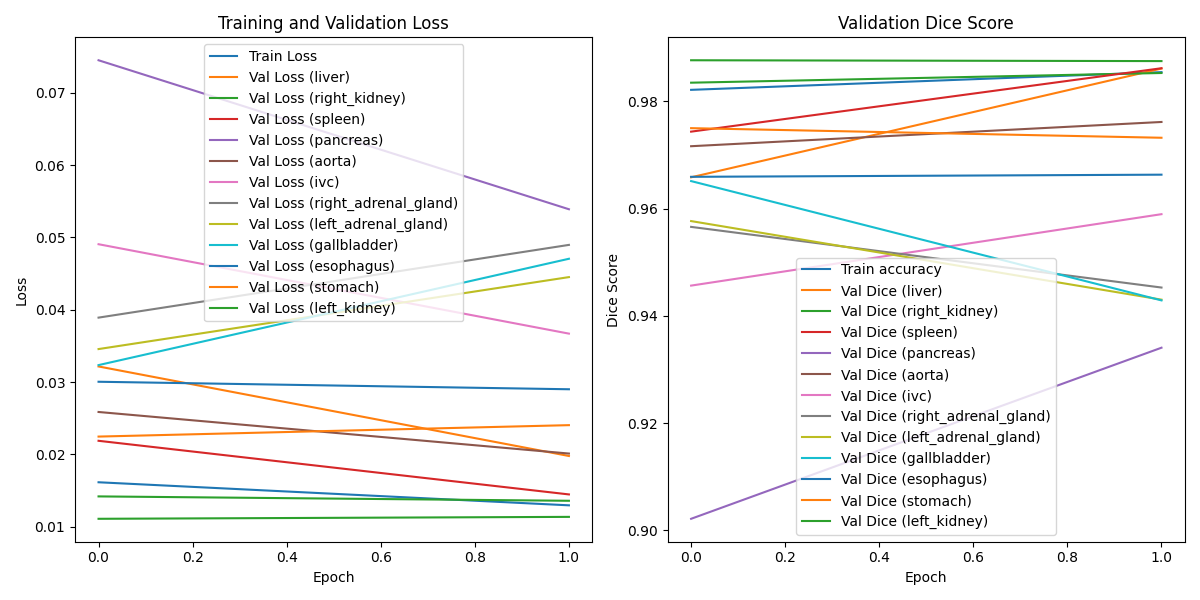 Training and Validation Loss
Loss
0.07
0.06
0.05
0.04
0.03
0.02
0.01
Train Loss
Val Loss (liver)
Val Loss (right_kidney)
Val Loss (spleen)
Val Loss (pancreas)
Val Loss (aorta)
Val Loss (ivc)
Val Loss (right_adrenal_gland)
Val Loss (left_adrenal_gland)
Val Loss (gallbladder)
Val Loss (esophagus)
Val Loss (stomach)
Val Loss (left_kidney)
0.0 0.2 0.4 0.6 0.8 1.0
Epoch
Validation Dice Score
Dice Score
0.98
0.96
0.94
0.92
0.90
Train accuracy
Val Dice (liver)
Val Dice (right_kidney)
Val Dice (spleen)
Val Dice (pancreas)
Val Dice (aorta)
Val Dice (ivc)
Val Dice (right_adrenal_gland)
Val Dice (left_adrenal_gland)
Val Dice (gallbladder)
Val Dice (esophagus)
Val Dice (stomach)
Val Dice (left_kidney)
0.0 0.2 0.4 0.6 0.8 1.0
Epoch